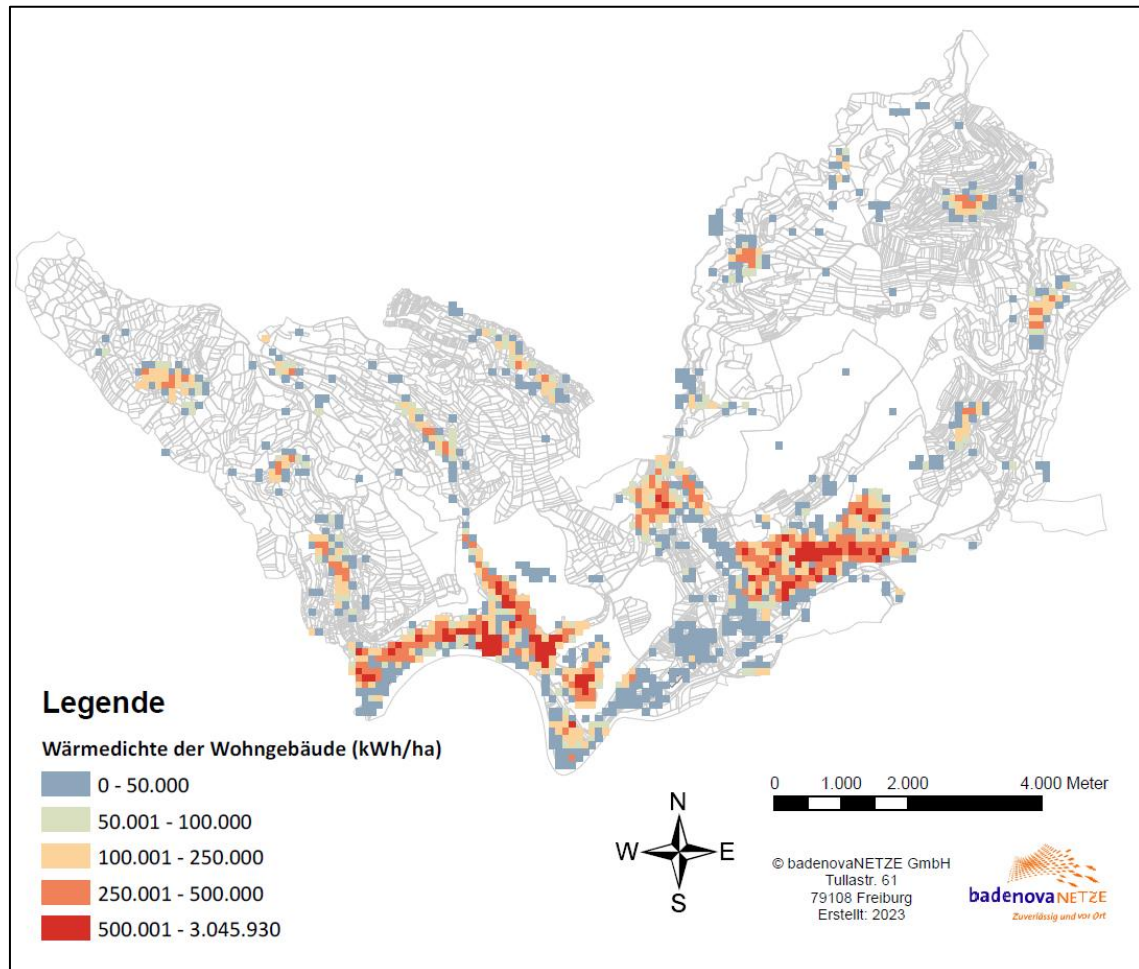 Legende
Wärmedichte der Wohngebäude (kWh/ha)
0 - 50.000
50.001 - 100.000
100.001 - 250.000
250.001 - 500.000
500.001 - 3.045.930
N
W E
S
0 1.000 2.000 4.000 Meter
© badenovaNETZE GmbH
Tullastr. 61
79108 Freiburg
Erstellt: 2023
badenovaNETZE
Zuverlässig und vor Ort